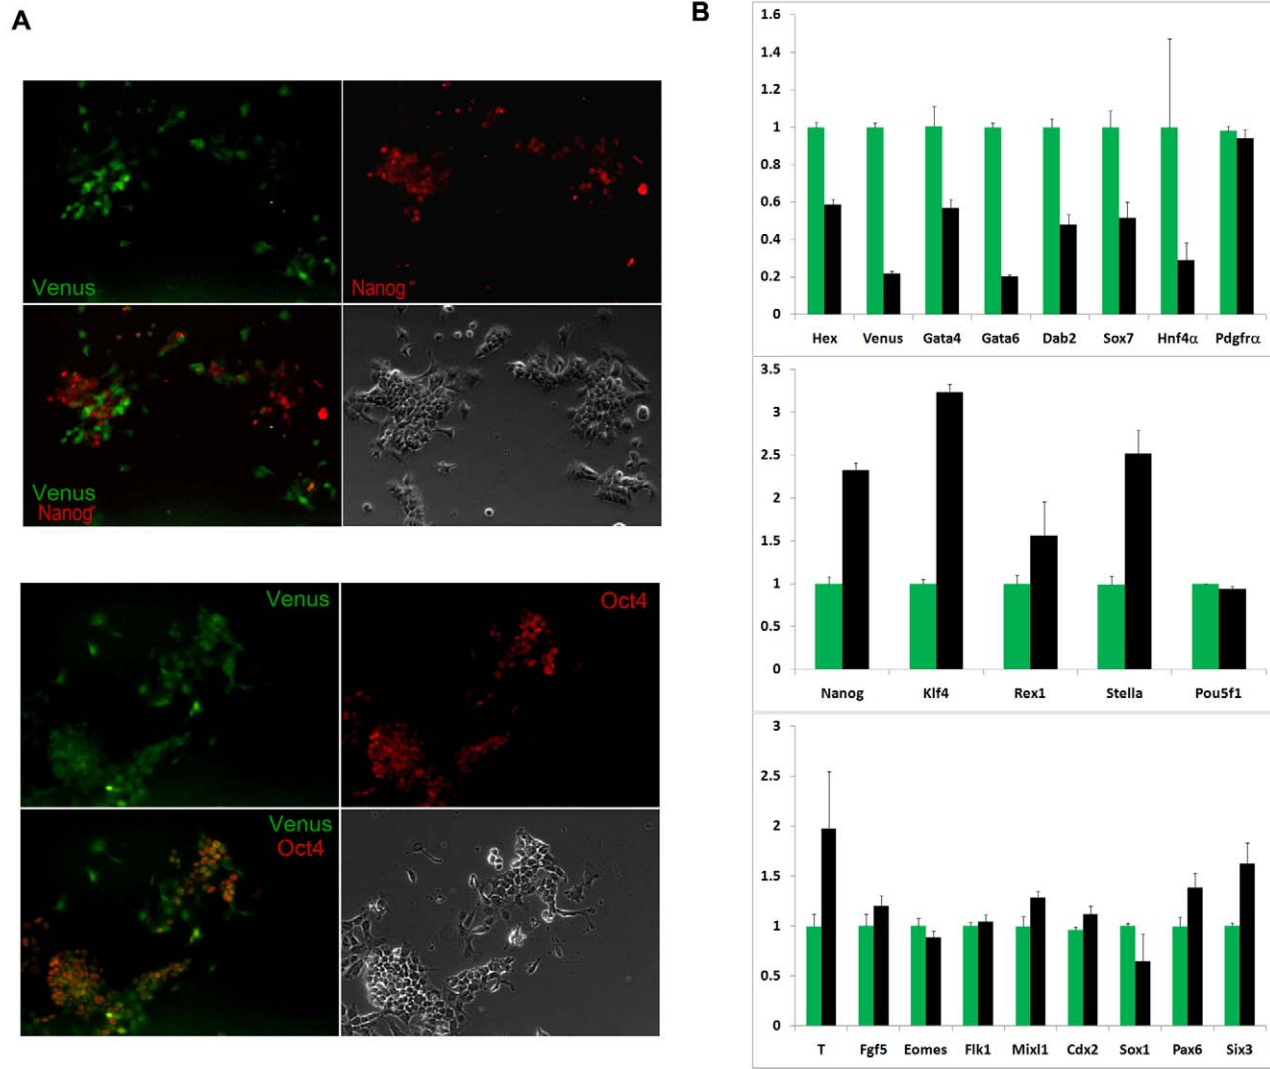 A
Venus
Nanog
Venus
Nanog
Venus
Oct4
Venus
Oct4
B
1.6
1.4
1.2
1
0.8
0.6
0.4
0.2
0
Hex Venus Gata4 Gata6 Dab2 Sox7 Hnf4α Pdgfrα
3.5
3
2.5
2
1.5
1
0.5
0
Nanog Klf4 Rex1 Stella Pou5f1
3
2.5
2
1.5
1
0.5
0
T Fgf5 Eomes Flk1 Mixl1 Cdx2 Sox1 Pax6 Six3